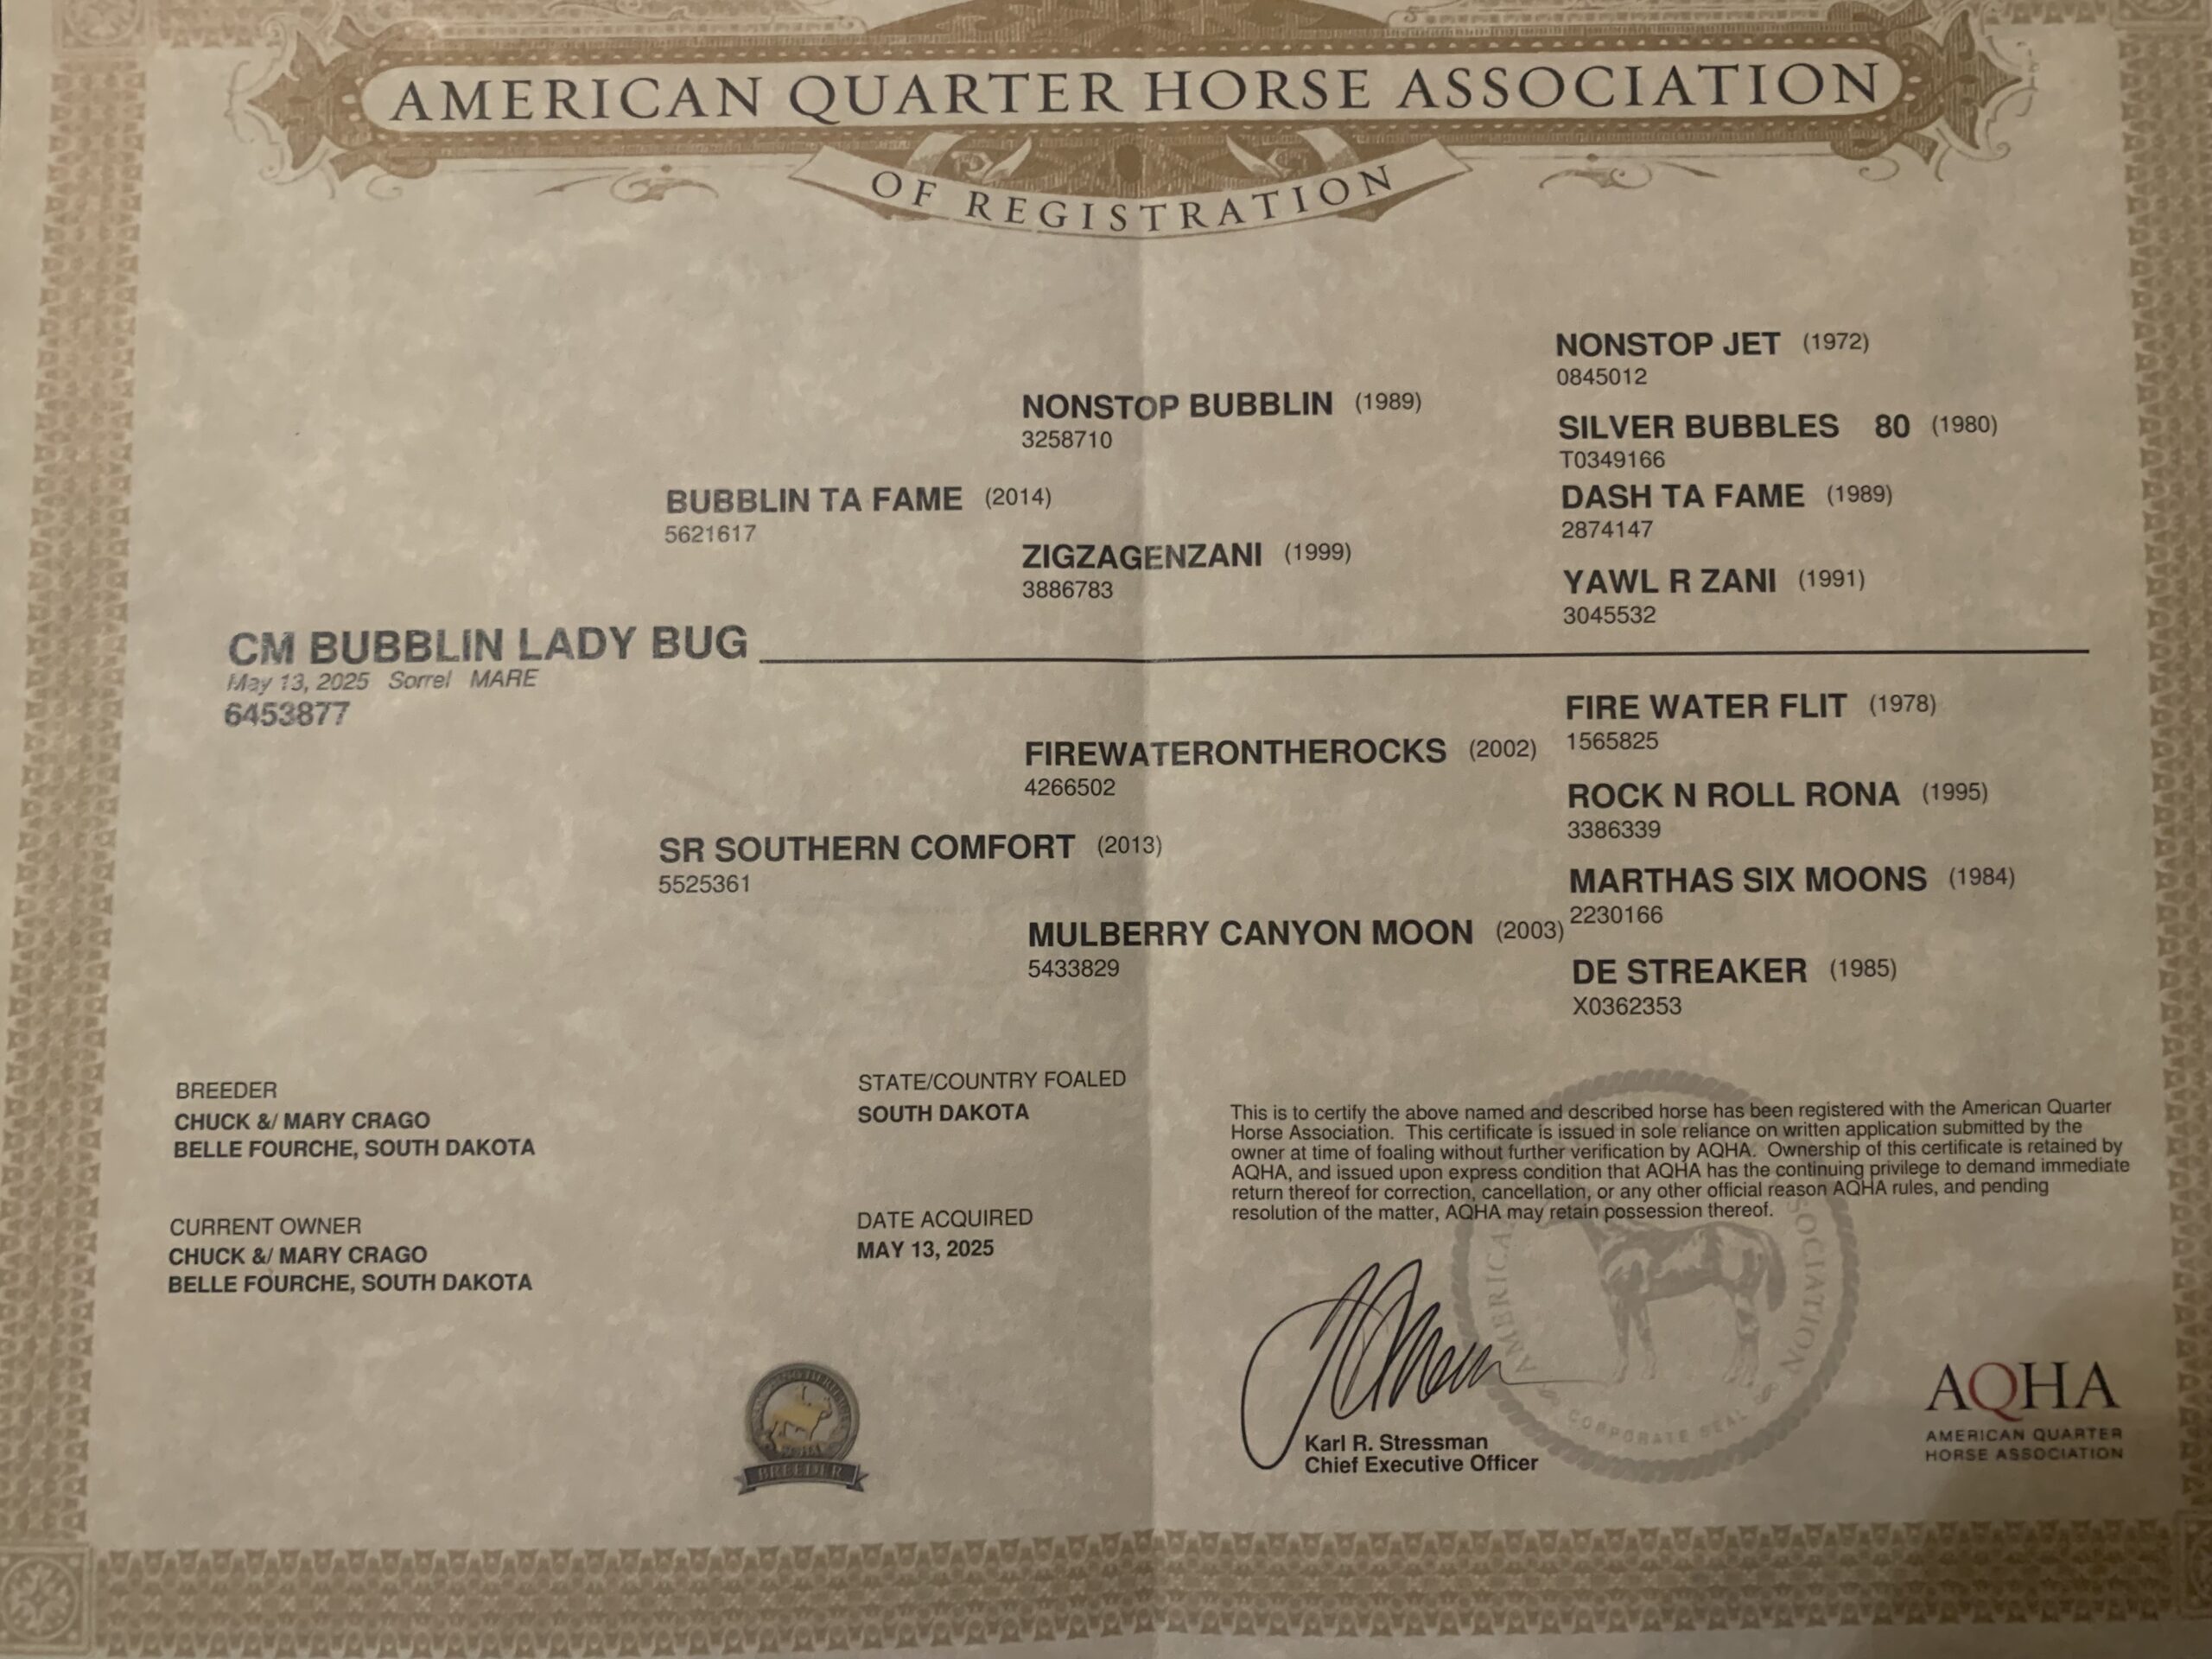 AMERICAN QUARTER HORSE ASSOCIATION
OF REGISTRATION
NONSTOP JET (1972)
0845012
NONSTOP BUBBLIN (1989)
3258710
SILVER BUBBLES 80 (1980)
T0349166
BUBBLIN TA FAME (2014)
5621617
DASH TA FAME (1989)
2874147
ZIGZAGENZANI (1999)
3886783
YAWL R ZANI (1991)
3045532
CM BUBBLIN LADY BUG
May 13, 2025 Sorrel MARE
6453877
FIRE WATER FLIT (1978)
1565825
FIREWATERONTHEROCKS (2002)
4266502
ROCK N ROLL RONA (1995)
3386339
SR SOUTHERN COMFORT (2013)
5525361
MARTHAS SIX MOONS (1984)
2230166
MULBERRY CANYON MOON (2003)
5433829
DE STREAKER (1985)
X0362353
BREEDER
CHUCK &/ MARY CRAGO
BELLE FOURCHE, SOUTH DAKOTA
STATE/COUNTRY FOALED
SOUTH DAKOTA
CURRENT OWNER
CHUCK &/ MARY CRAGO
BELLE FOURCHE, SOUTH DAKOTA
DATE ACQUIRED
MAY 13, 2025
This is to certify the above named and described horse has been registered with the American Quarter
Horse Association. This certificate is issued in sole reliance on written application submitted by the
owner at time of foaling without further verification by AQHA. Ownership of this certificate is retained by
AQHA, and issued upon express condition that AQHA has the continuing privilege to demand immediate
return thereof for correction, cancellation, or any other official reason AQHA rules, and pending
resolution of the matter, AQHA may retain possession thereof.
CORPORATE SEAL
Karl R. Stressman
Chief Executive Officer
BREEDER
AQHA
AMERICAN QUARTER
HORSE ASSOCIATION